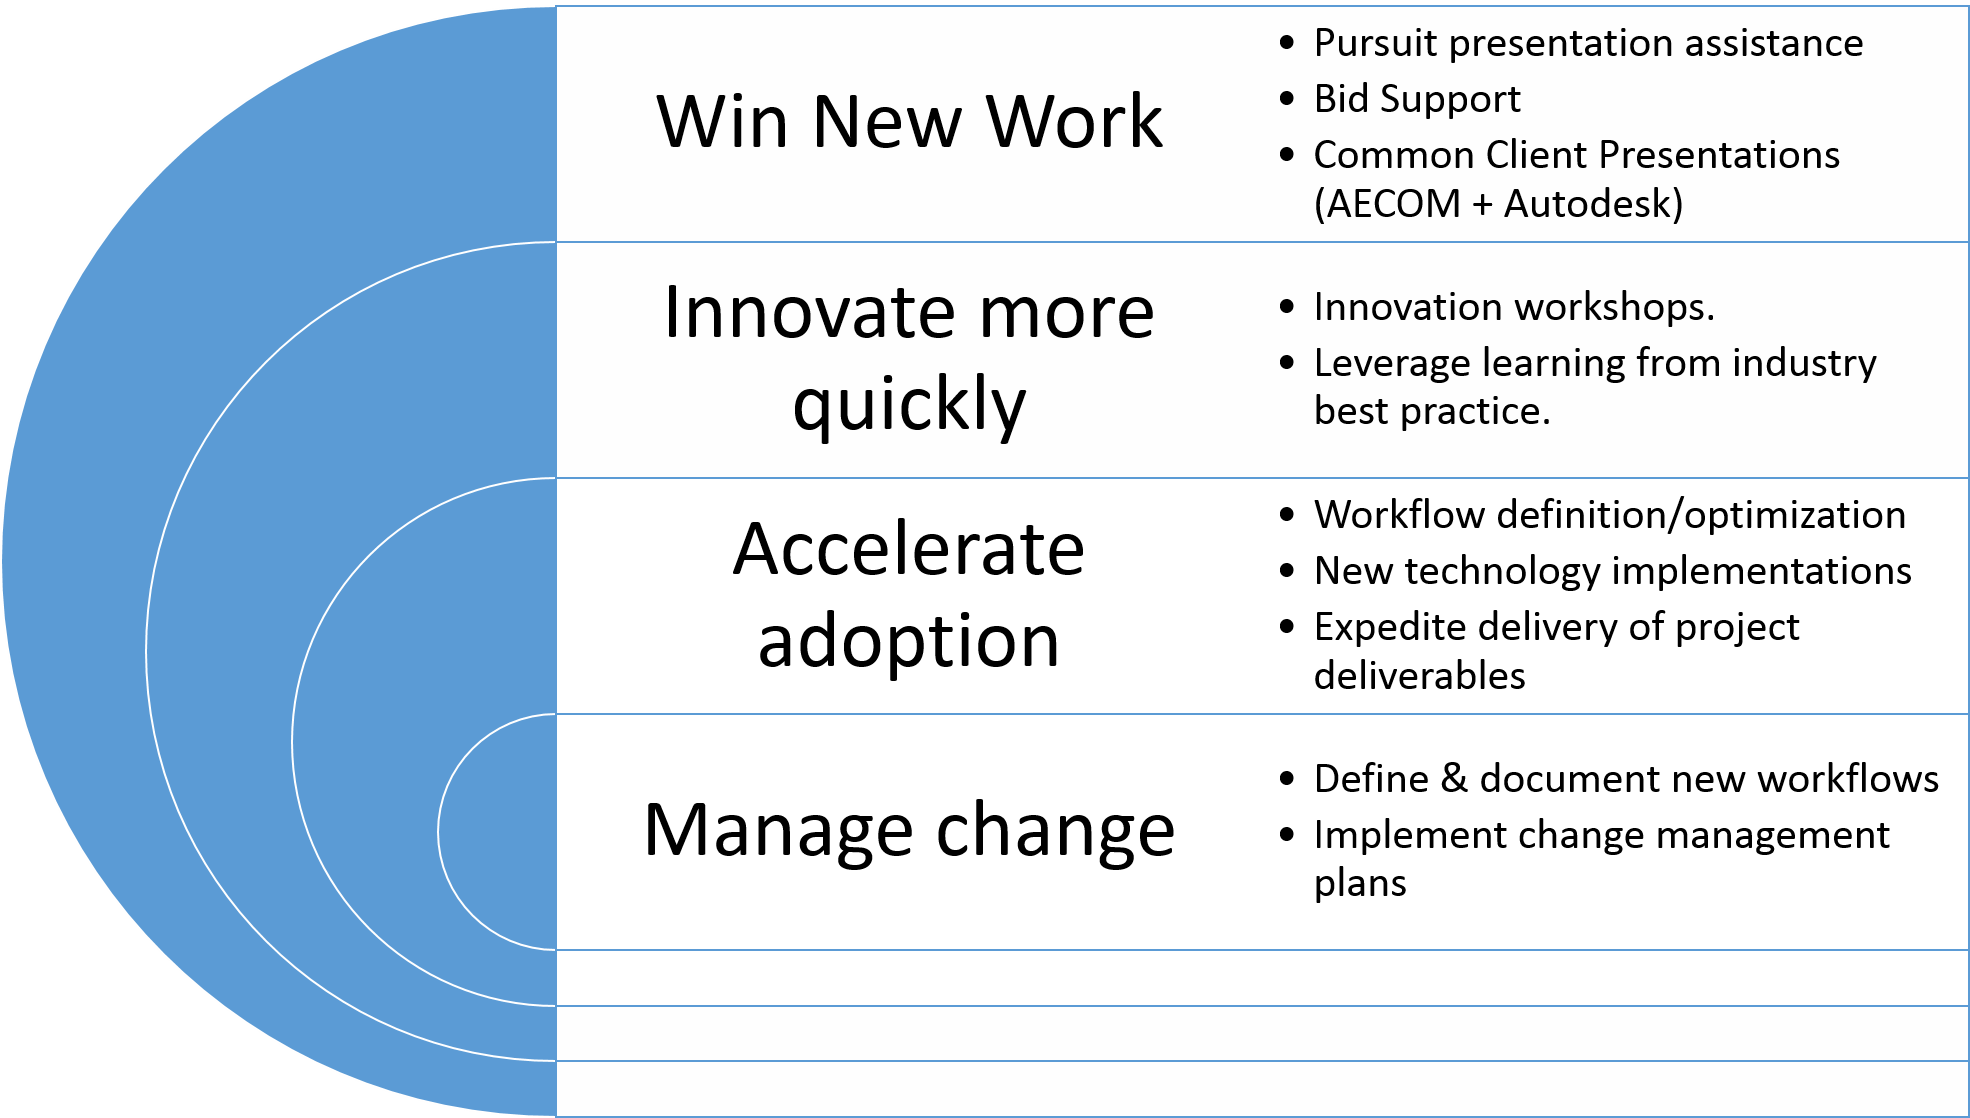 Win New Work
• Pursuit presentation assistance
• Bid Support
• Common Client Presentations
(AECOM + Autodesk)
Innovate more
quickly
• Innovation workshops.
• Leverage learning from industry
best practice.
Accelerate
adoption
• Workflow definition/optimization
• New technology implementations
• Expedite delivery of project
deliverables
Manage change
• Define & document new workflows
• Implement change management
plans